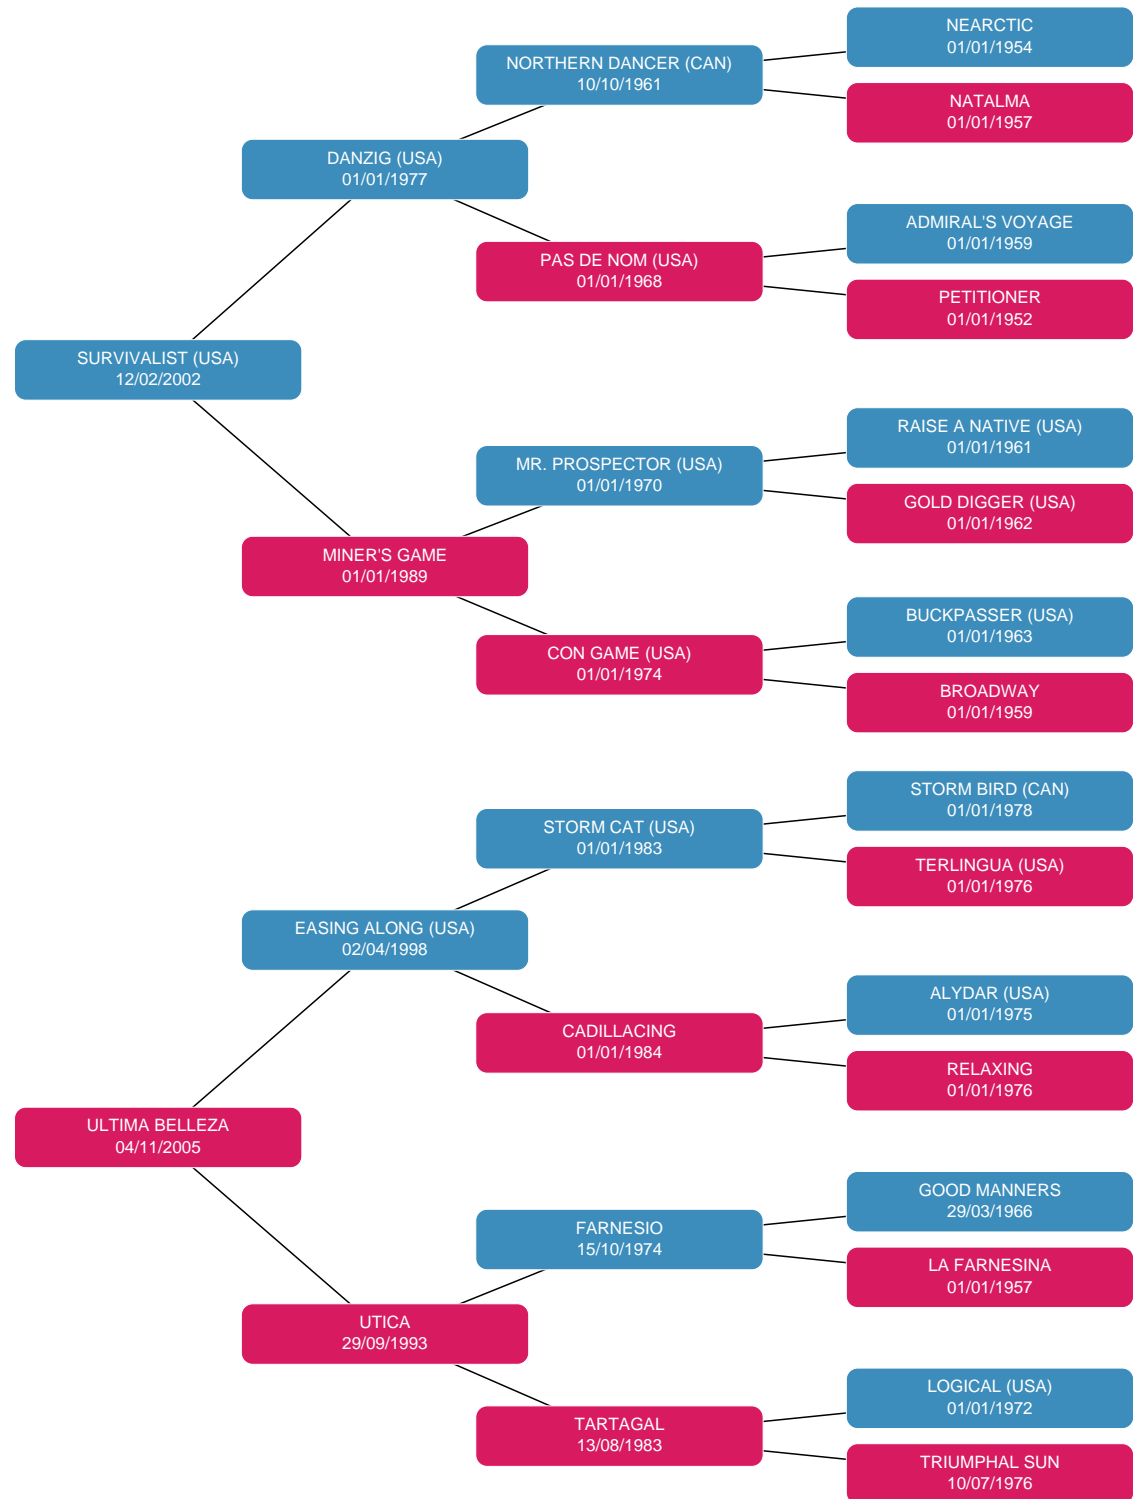 NEARCTIC
01/01/1954
NORTHERN DANCER (CAN)
10/10/1961
NATALMA
01/01/1957
DANZIG (USA)
01/01/1977
ADMIRAL'S VOYAGE
01/01/1959
PAS DE NOM (USA)
01/01/1968
PETITIONER
01/01/1952
SURVIVALIST (USA)
12/02/2002
RAISE A NATIVE (USA)
01/01/1961
MR. PROSPECTOR (USA)
01/01/1970
GOLD DIGGER (USA)
01/01/1962
MINER'S GAME
01/01/1989
BUCKPASSER (USA)
01/01/1963
CON GAME (USA)
01/01/1974
BROADWAY
01/01/1959
STORM BIRD (CAN)
01/01/1978
STORM CAT (USA)
01/01/1983
TERLINGUA (USA)
01/01/1976
EASING ALONG (USA)
02/04/1998
ALYDAR (USA)
01/01/1975
CADILLACING
01/01/1984
RELAXING
01/01/1976
ULTIMA BELLEZA
04/11/2005
GOOD MANNERS
29/03/1966
FARNESIO
15/10/1974
LA FARNESINA
01/01/1957
UTICA
29/09/1993
LOGICAL (USA)
01/01/1972
TARTAGAL
13/08/1983
TRIUMPHAL SUN
10/07/1976